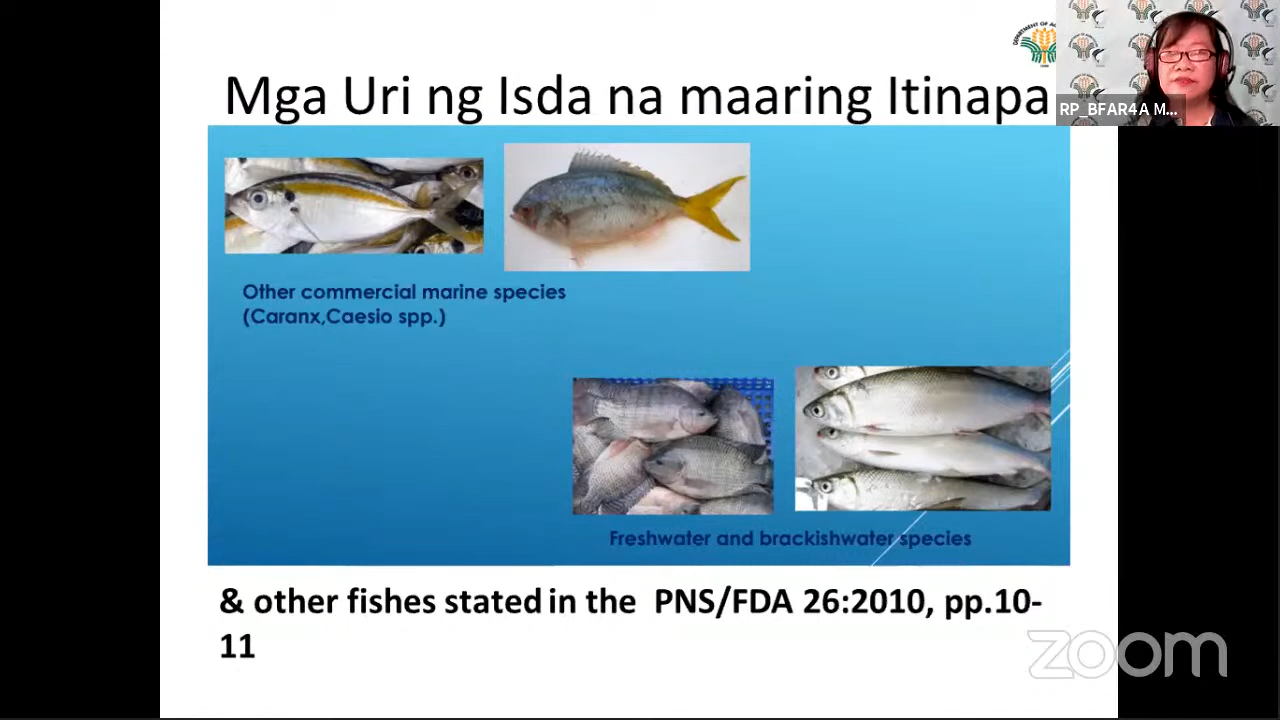 Mga Uri ng Isda na maaring Itinapa
RP_BFAR4A M...
Other commercial marine species
(Caranx,Caesio spp.)
Freshwater and brackishwater species
& other fishes stated in the PNS/FDA 26:2010, pp.10-
11
zoom